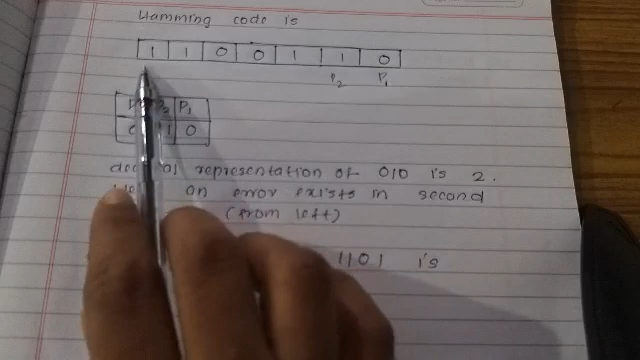 Hamming code is
1 1 0 0 1 1 0
P2 P1
P1
1 0
decimal representation of 010 is 2.
an error exists in second
(from left)
1101 is